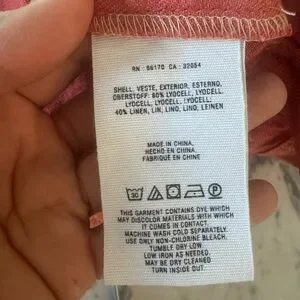 RN : 66170 CA : 32054
SHELL, VESTE, EXTERIOR, ESTERNO,
OBERSTOFF: 60% LYOCELL, LYOCELL,
LYOCELL, LYOCELL, LYOCELL;
40% LINEN, LIN, LINO, LINO, LEINEN
MADE IN CHINA,
HECHO EN CHINA,
FABRIQUE EN CHINE
30
P
THIS GARMENT CONTAINS DYE WHICH
MAY DISCOLOR MATERIALS WITH WHICH
IT COMES IN CONTACT.
MACHINE WASH COLD SEPARATELY.
USE ONLY NON-CHLORINE BLEACH.
TUMBLE DRY LOW.
LOW IRON AS NEEDED.
MAY BE DRY CLEANED
TURN INSIDE OUT